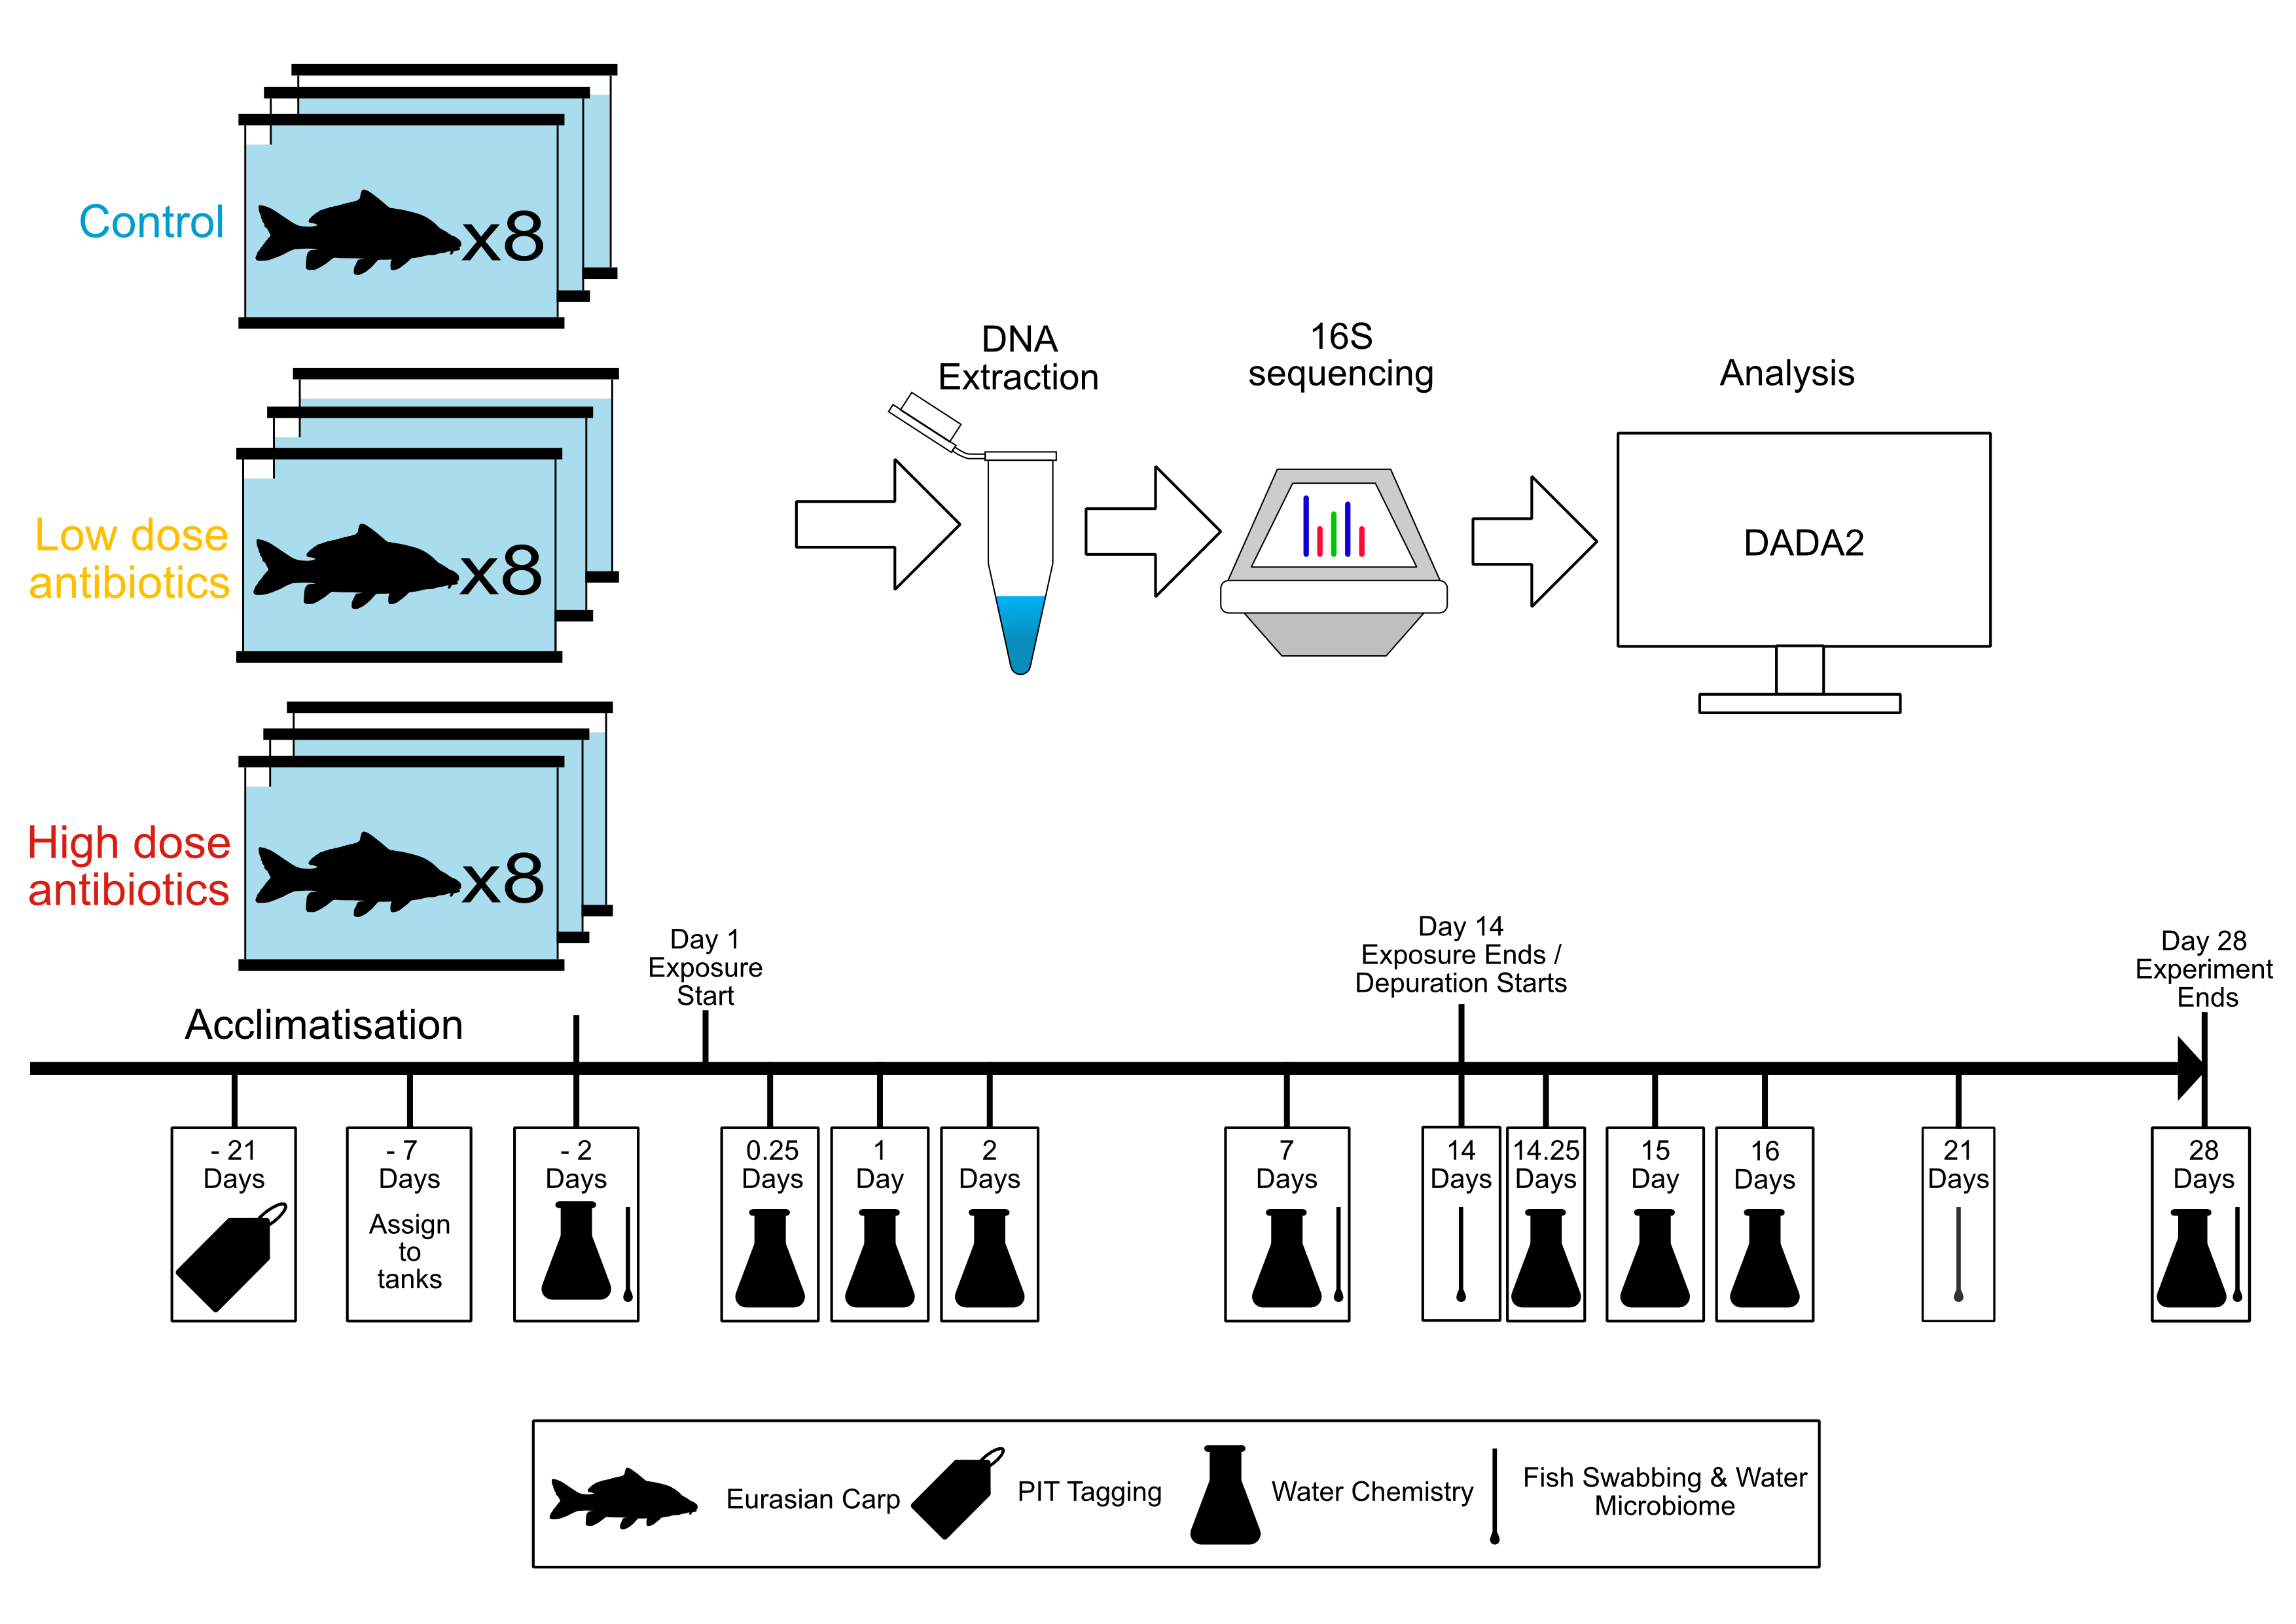 Control
x8
Low dose
antibiotics
x8
High dose
antibiotics
x8
DNA
Extraction
16S
sequencing
Analysis
DADA2
Acclimatisation
Day 1
Exposure
Start
Day 14
Exposure Ends /
Depuration Starts
Day 28
Experiment
Ends
- 21
Days
- 7
Days
Assign
to
tanks
- 2
Days
0.25
Days
1
Day
2
Days
7
Days
14
Days
14.25
Days
15
Day
16
Days
21
Days
28
Days
Eurasian Carp
PIT Tagging
Water Chemistry
Fish Swabbing & Water
Microbiome